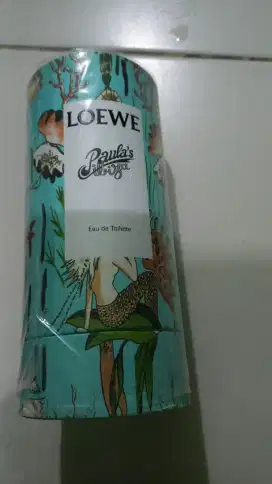 LOEWE
Paula's
Ibiza
Eau de Toilette